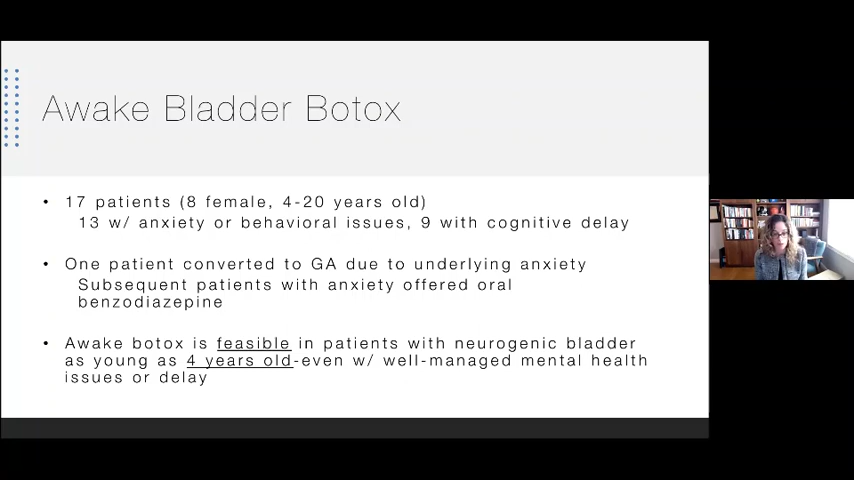 Awake Bladder Botox
• 17 patients (8 female, 4-20 years old)
13 w/ anxiety or behavioral issues, 9 with cognitive delay
• One patient converted to GA due to underlying anxiety
Subsequent patients with anxiety offered oral
benzodiazepine
• Awake botox is feasible in patients with neurogenic bladder
as young as 4 years old-even w/ well-managed mental health
issues or delay